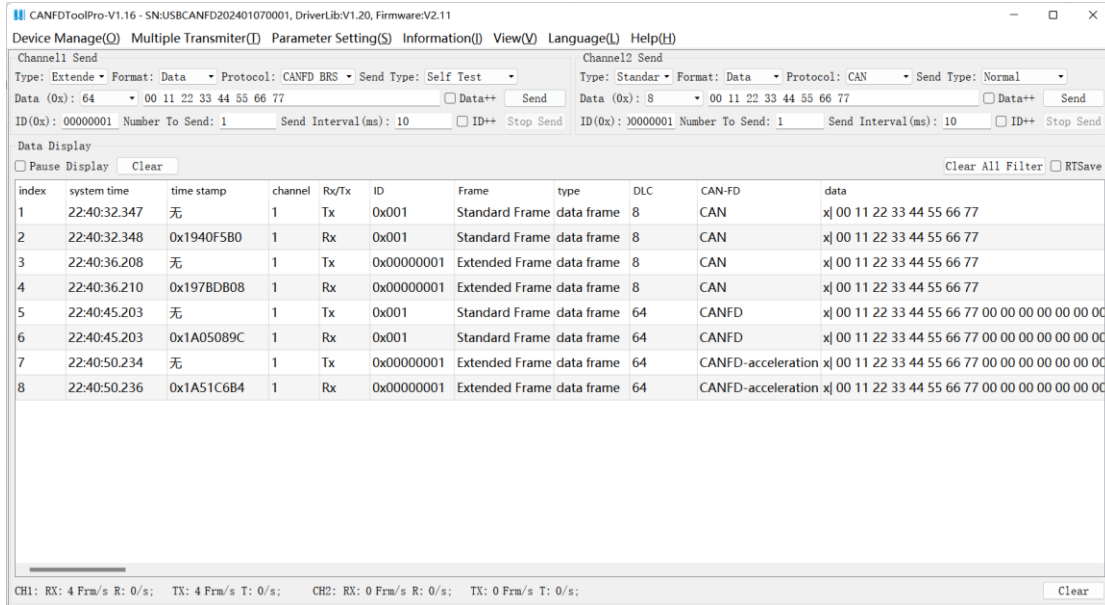 CANFDToolPro-V1.16 - SN:USBCANFD202401070001, DriverLib:V1.20, Firmware:V2.11
Device Manage(O) Multiple Transmiter(T) Parameter Setting(S) Information(I) View(V) Language(L) Help(H)
Channel1 Send
Type: Extende Format: Data Protocol: CANFD BRS Send Type: Self Test
Data (0x): 64 00 11 22 33 44 55 66 77 Data++ Send
ID(0x): 00000001 Number To Send: 1 Send Interval(ms): 10 ID++ Stop Send
Channel2 Send
Type: Standar Format: Data Protocol: CAN Send Type: Normal
Data (0x): 8 00 11 22 33 44 55 66 77 Data++ Send
ID(0x): 00000001 Number To Send: 1 Send Interval(ms): 10 ID++ Stop Send
Data Display
Pause Display Clear Clear All Filter RTSave
index system time time stamp channel Rx/Tx ID Frame type DLC CAN-FD data
1 22:40:32.347 无 1 Tx 0x001 Standard Frame data frame 8 CAN x| 00 11 22 33 44 55 66 77
2 22:40:32.348 0x1940F5B0 1 Rx 0x001 Standard Frame data frame 8 CAN x| 00 11 22 33 44 55 66 77
3 22:40:36.208 无 1 Tx 0x00000001 Extended Frame data frame 8 CAN x| 00 11 22 33 44 55 66 77
4 22:40:36.210 0x197BDB08 1 Rx 0x00000001 Extended Frame data frame 8 CAN x| 00 11 22 33 44 55 66 77
5 22:40:45.203 无 1 Tx 0x001 Standard Frame data frame 64 CANFD x| 00 11 22 33 44 55 66 77 00 00 00 00 00 00
6 22:40:45.203 0x1A05089C 1 Rx 0x001 Standard Frame data frame 64 CANFD x| 00 11 22 33 44 55 66 77 00 00 00 00 00 00
7 22:40:50.234 无 1 Tx 0x00000001 Extended Frame data frame 64 CANFD-acceleration x| 00 11 22 33 44 55 66 77 00 00 00 00 00 00
8 22:40:50.236 0x1A51C6B4 1 Rx 0x00000001 Extended Frame data frame 64 CANFD-acceleration x| 00 11 22 33 44 55 66 77 00 00 00 00 00 00
CH1: RX: 4 Frm/s R: 0/s; TX: 4 Frm/s T: 0/s; CH2: RX: 0 Frm/s R: 0/s; TX: 0 Frm/s T: 0/s; Clear